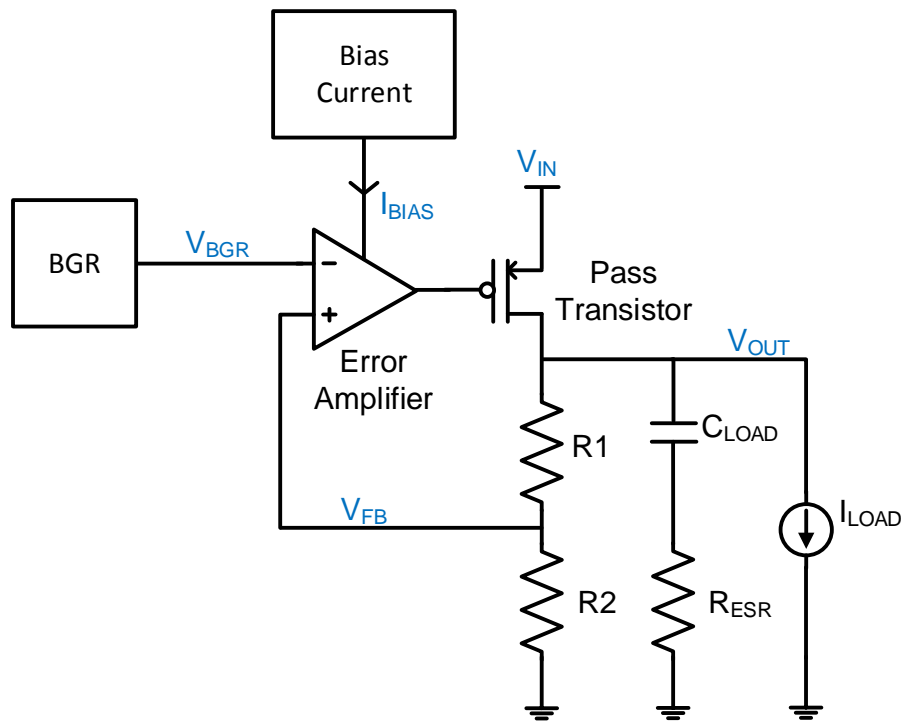 Bias
Current
V_IN
I_BIAS
BGR
V_BGR
−
+
Pass
Transistor
Error
Amplifier
V_OUT
R1
C_LOAD
V_FB
I_LOAD
R2
R_ESR